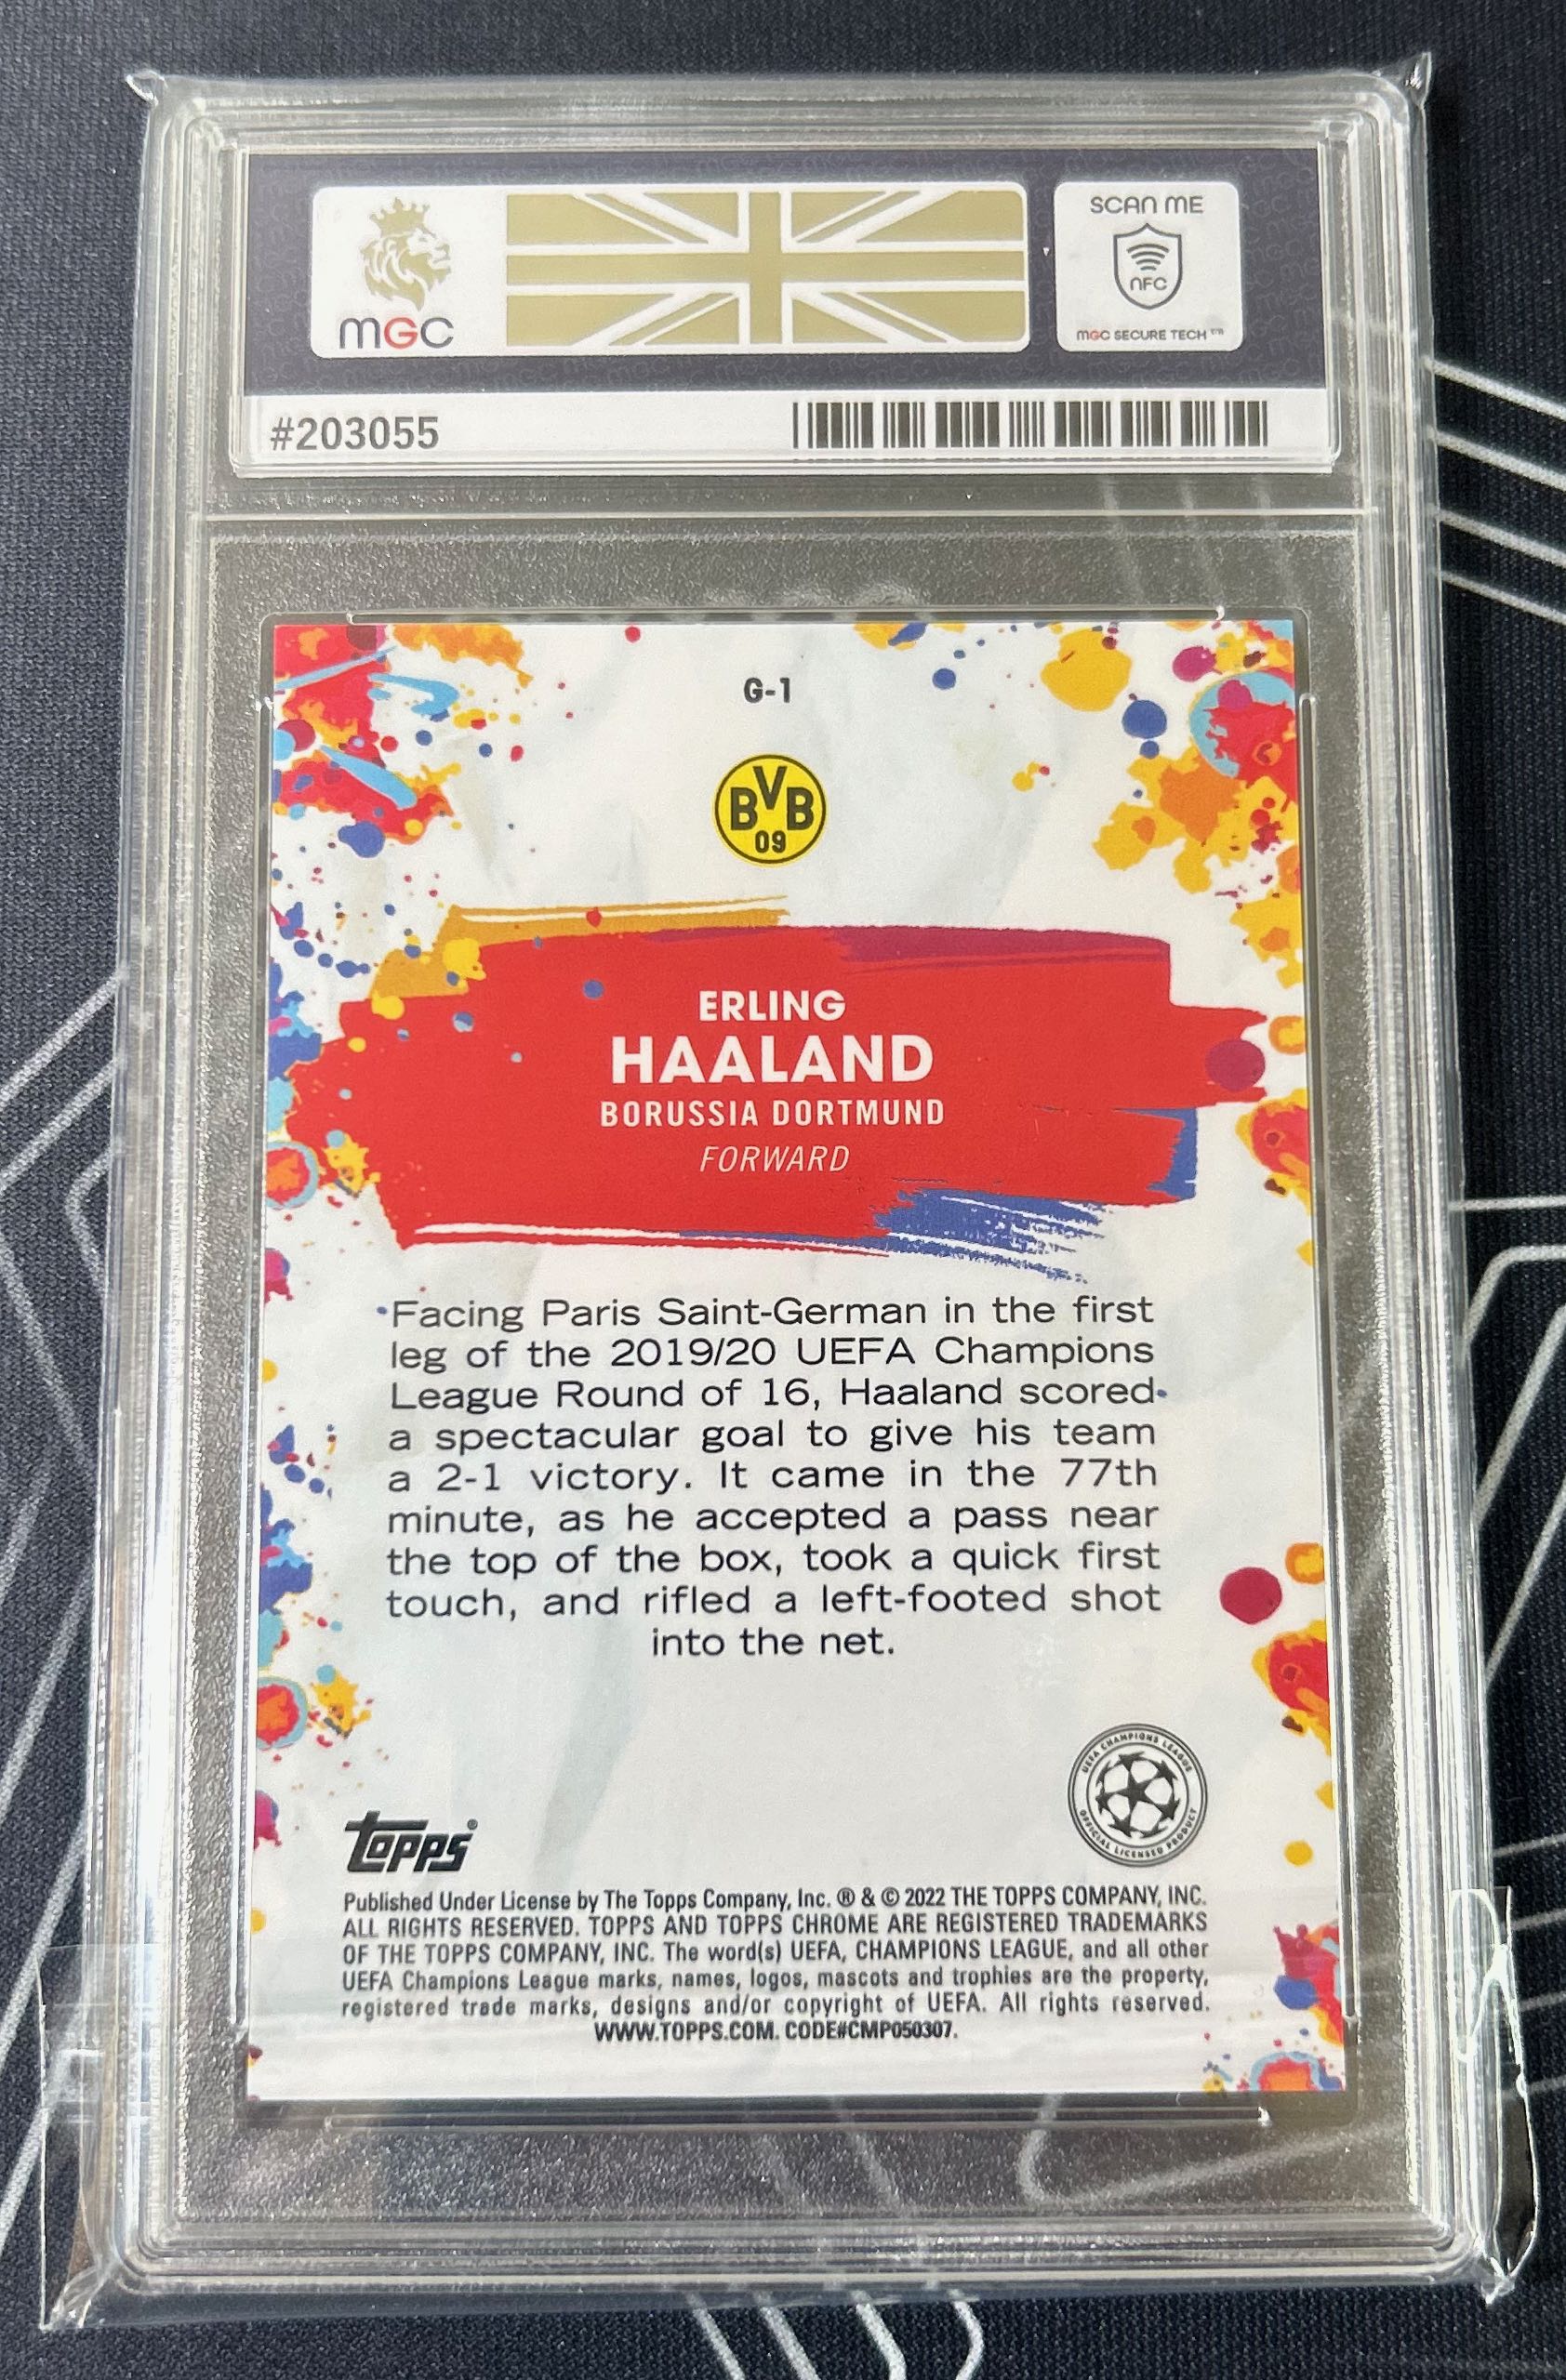 mGC
SCAN ME
NFC
mGC SECURE TECH™
#203055
G-1
BVB
09
ERLING
HAALAND
BORUSSIA DORTMUND
FORWARD
Facing Paris Saint-German in the first
leg of the 2019/20 UEFA Champions
League Round of 16, Haaland scored
a spectacular goal to give his team
a 2-1 victory. It came in the 77th
minute, as he accepted a pass near
the top of the box, took a quick first
touch, and rifled a left-footed shot
into the net.
UEFA CHAMPIONS LEAGUE
OFFICIAL LICENSED PRODUCT
topps®
Published Under License by The Topps Company, Inc. ® & © 2022 THE TOPPS COMPANY, INC.
ALL RIGHTS RESERVED. TOPPS AND TOPPS CHROME ARE REGISTERED TRADEMARKS
OF THE TOPPS COMPANY, INC. The word(s) UEFA, CHAMPIONS LEAGUE, and all other
UEFA Champions League marks, names, logos, mascots and trophies are the property,
registered trade marks, designs and/or copyright of UEFA. All rights reserved.
WWW.TOPPS.COM. CODE#CMP050307.